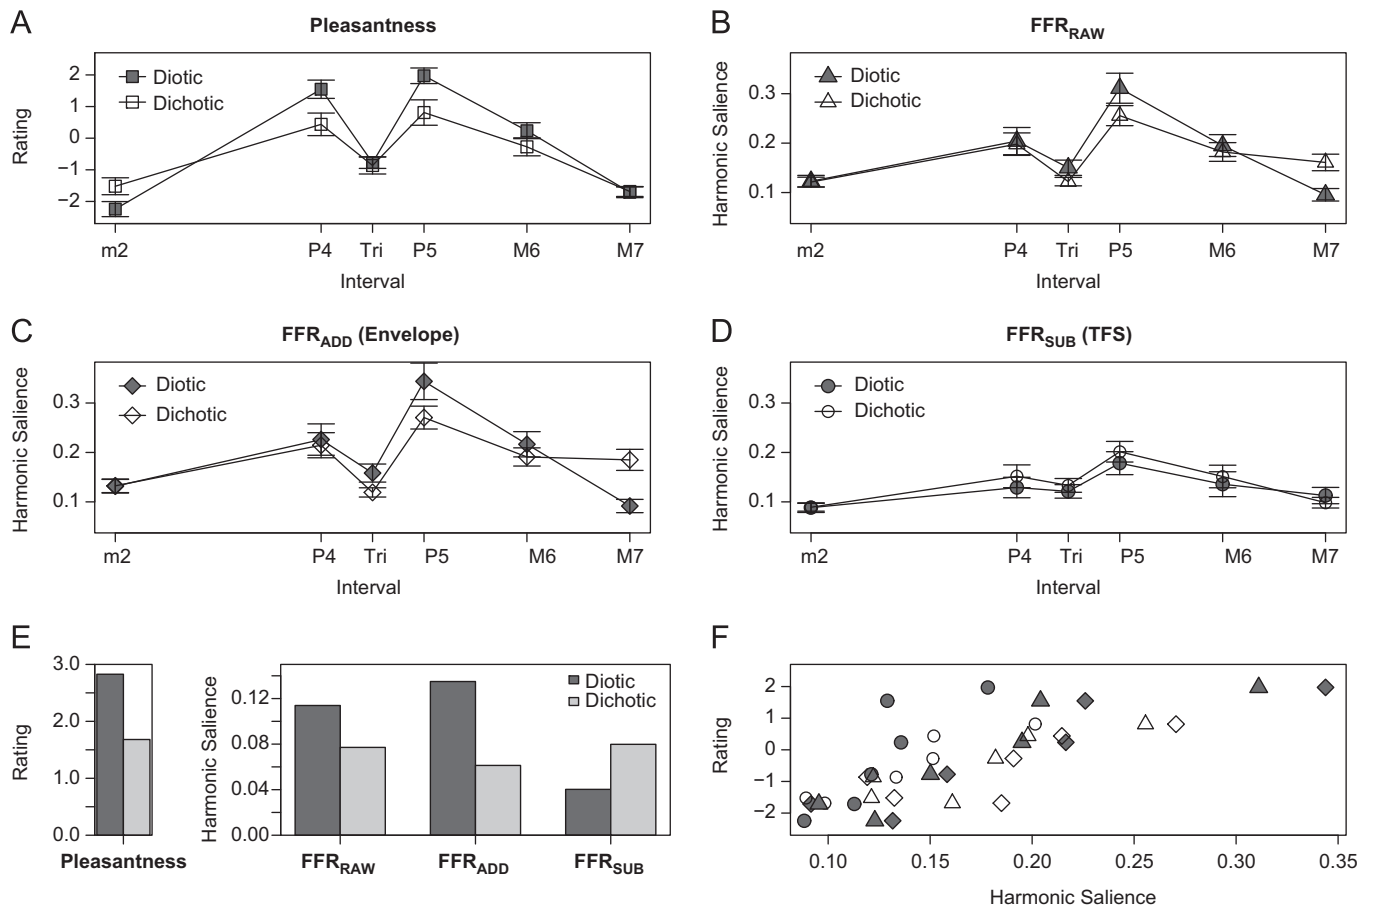 A
Pleasantness
Rating
2
1
0
−1
−2
Diotic
Dichotic
m2 P4 Tri P5 M6 M7
Interval
B
FFRRAW
Harmonic Salience
0.3
0.2
0.1
Diotic
Dichotic
m2 P4 Tri P5 M6 M7
Interval
C
FFRADD (Envelope)
Harmonic Salience
0.3
0.2
0.1
Diotic
Dichotic
m2 P4 Tri P5 M6 M7
Interval
D
FFRSUB (TFS)
Harmonic Salience
0.3
0.2
0.1
Diotic
Dichotic
m2 P4 Tri P5 M6 M7
Interval
E
Rating
3.0
2.0
1.0
0.0
Pleasantness
Harmonic Salience
0.12
0.08
0.04
0.00
Diotic
Dichotic
FFRRAW FFRADD FFRSUB
F
Rating
2
1
0
−1
−2
0.10 0.15 0.20 0.25 0.30 0.35
Harmonic Salience